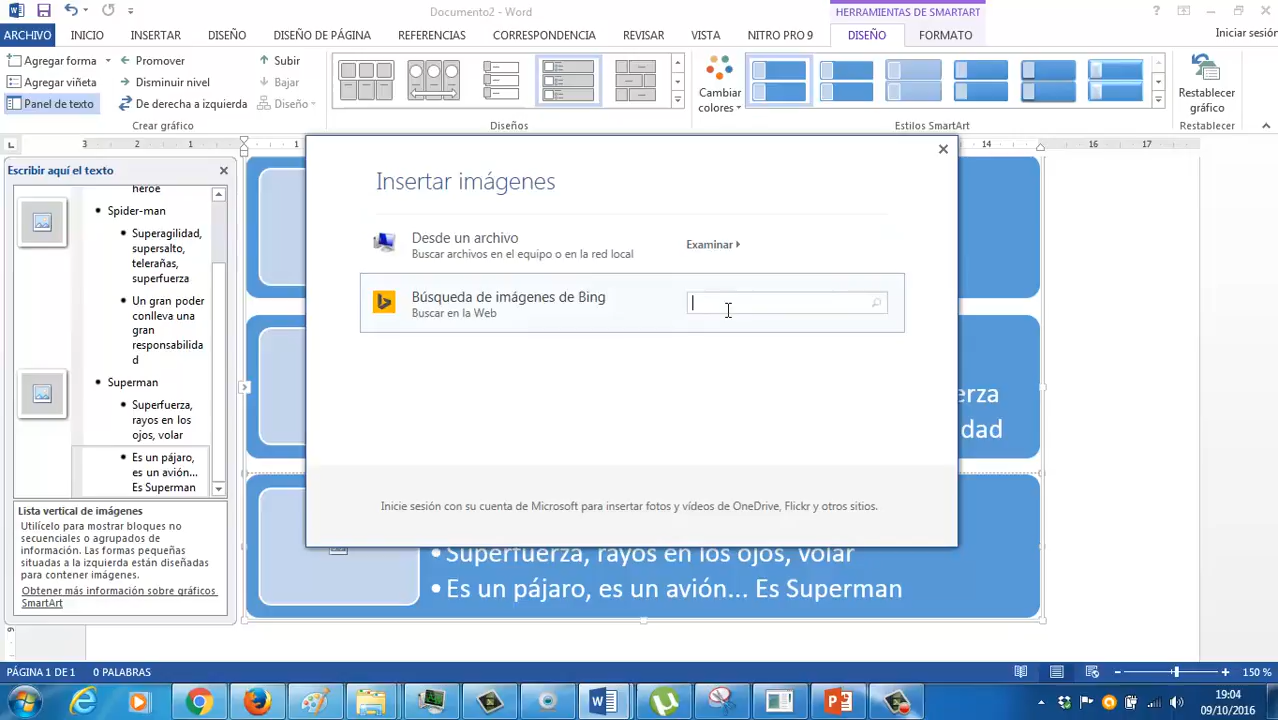 Documento2 - Word
HERRAMIENTAS DE SMARTART
ARCHIVO INICIO INSERTAR DISEÑO DISEÑO DE PÁGINA REFERENCIAS CORRESPONDENCIA REVISAR VISTA NITRO PRO 9 DISEÑO FORMATO
Iniciar sesión
Agregar forma Promover Subir
Agregar viñeta Disminuir nivel Bajar
Panel de texto De derecha a izquierda Diseño
Cambiar
colores
Restablecer
gráfico
Crear gráfico Diseños Estilos SmartArt Restablecer
3 2 1 1 14 16 17
Escribir aquí el texto
héroe
Spider-man
Superagilidad,
supersalto,
telerañas,
superfuerza
Un gran poder
conlleva una
gran
responsabilida
d
Superman
Superfuerza,
rayos en los
ojos, volar
Es un pájaro,
es un avión...
Es Superman
Lista vertical de imágenes
Utilícelo para mostrar bloques no
secuenciales o agrupados de
información. Las formas pequeñas
situadas a la izquierda están diseñadas
para contener imágenes.
Obtener más información sobre gráficos
SmartArt
Insertar imágenes
Desde un archivo
Buscar archivos en el equipo o en la red local
Examinar
Búsqueda de imágenes de Bing
Buscar en la Web
Inicie sesión con su cuenta de Microsoft para insertar fotos y vídeos de OneDrive, Flickr y otros sitios.
erza
dad
• Superfuerza, rayos en los ojos, volar
• Es un pájaro, es un avión... Es Superman
9
PÁGINA 1 DE 1 0 PALABRAS
150 %
19:04
09/10/2016